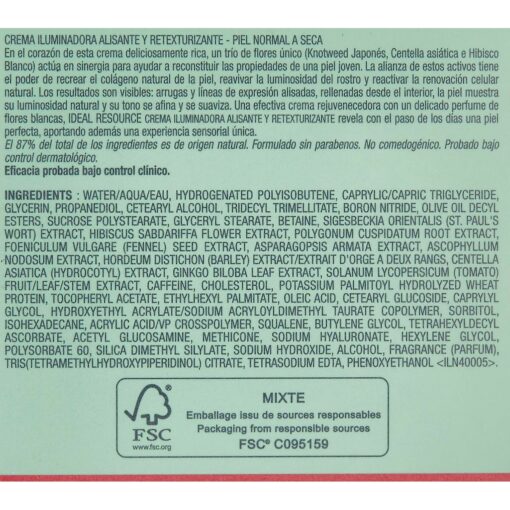 CREMA ILUMINADORA ALISANTE Y RETEXTURIZANTE - PIEL NORMAL A SECA
En el corazón de esta crema deliciosamente rica, un trío de flores único (Knotweed Japonés, Centella asiática e Hibisco
Blanco) actúa en sinergia para ayudar a reconstituir las propiedades de una piel joven. La alianza de estos activos tiene
el poder de recrear el colágeno natural de la piel, reavivar la luminosidad del rostro y reactivar la renovación celular
natural. Los resultados son visibles: arrugas y líneas de expresión alisadas, rellenadas desde el interior, la piel muestra
su luminosidad natural y su tono se afina y se suaviza. Una efectiva crema rejuvenecedora con un delicado perfume de
flores blancas, IDEAL RESOURCE CREMA ILUMINADORA ALISANTE Y RETEXTURIZANTE revela con el paso de los días una piel
perfecta, aportando además una experiencia sensorial única.
El 87% del total de los ingredientes es de origen natural. Formulado sin parabenos. No comedogénico. Probado bajo
control dermatológico.
Eficacia probada bajo control clínico.
INGREDIENTS : WATER/AQUA/EAU, HYDROGENATED POLYISOBUTENE, CAPRYLIC/CAPRIC TRIGLYCERIDE,
GLYCERIN, PROPANEDIOL, CETEARYL ALCOHOL, TRIDECYL TRIMELLITATE, BORON NITRIDE, OLIVE OIL DECYL
ESTERS, SUCROSE POLYSTEARATE, GLYCERYL STEARATE, BETAINE, SIGESBECKIA ORIENTALIS (ST. PAUL'S
WORT) EXTRACT, HIBISCUS SABDARIFFA FLOWER EXTRACT, POLYGONUM CUSPIDATUM ROOT EXTRACT,
FOENICULUM VULGARE (FENNEL) SEED EXTRACT, ASPARAGOPSIS ARMATA EXTRACT, ASCOPHYLLUM
NODOSUM EXTRACT, HORDEUM DISTICHON (BARLEY) EXTRACT/EXTRAIT D'ORGE A DEUX RANGS, CENTELLA
ASIATICA (HYDROCOTYL) EXTRACT, GINKGO BILOBA LEAF EXTRACT, SOLANUM LYCOPERSICUM (TOMATO)
FRUIT/LEAF/STEM EXTRACT, CAFFEINE, CHOLESTEROL, POTASSIUM PALMITOYL HYDROLYZED WHEAT
PROTEIN, TOCOPHERYL ACETATE, ETHYLHEXYL PALMITATE, OLEIC ACID, CETEARYL GLUCOSIDE, CAPRYLYL
GLYCOL, HYDROXYETHYL ACRYLATE/SODIUM ACRYLOYLDIMETHYL TAURATE COPOLYMER, SORBITOL,
ISOHEXADECANE, ACRYLIC ACID/VP CROSSPOLYMER, SQUALENE, BUTYLENE GLYCOL, TETRAHEXYLDECYL
ASCORBATE, ACETYL GLUCOSAMINE, METHICONE, SODIUM HYALURONATE, HEXYLENE GLYCOL,
POLYSORBATE 60, SILICA DIMETHYL SILYLATE, SODIUM HYDROXIDE, ALCOHOL, FRAGRANCE (PARFUM),
TRIS(TETRAMETHYLHYDROXYPIPERIDINOL) CITRATE, TETRASODIUM EDTA, PHENOXYETHANOL <ILN40005>.
FSC
www.fsc.org
MIXTE
Emballage issu de sources responsables
Packaging from responsible sources
FSC® C095159